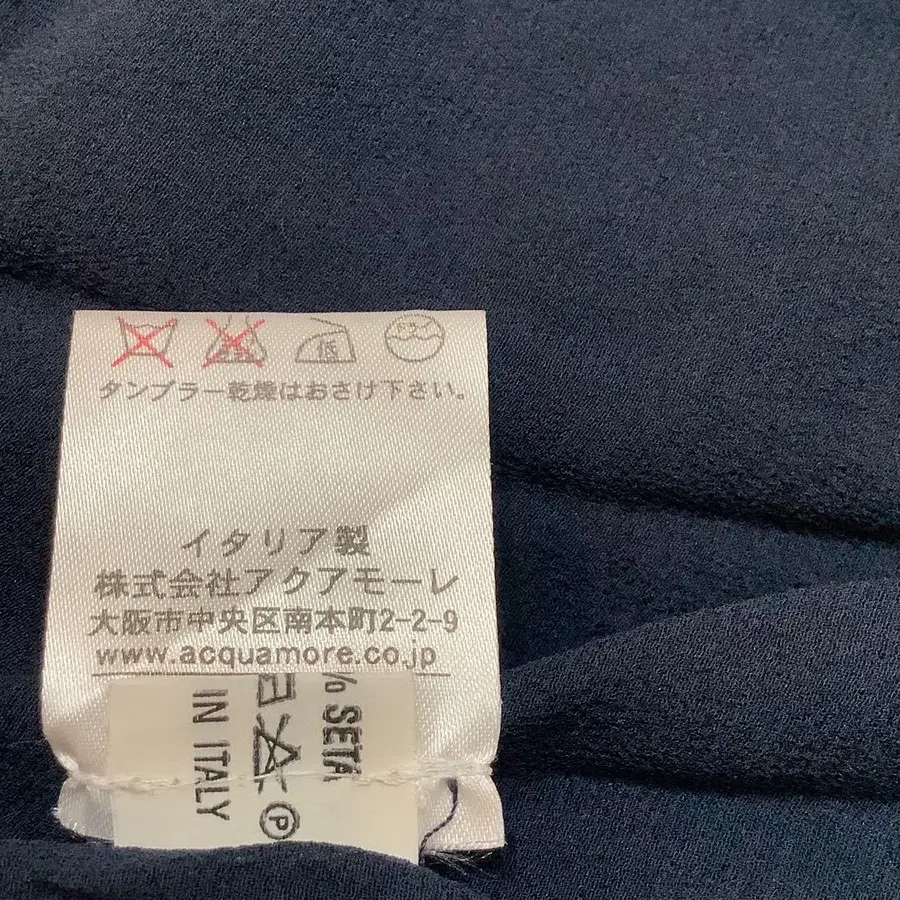 低
タンブラー乾燥はおさけ下さい。
イタリア製
株式会社アクアモーレ
大阪市中央区南本町2-2-9
www.acquamore.co.jp
% SETA
P
IN ITALY